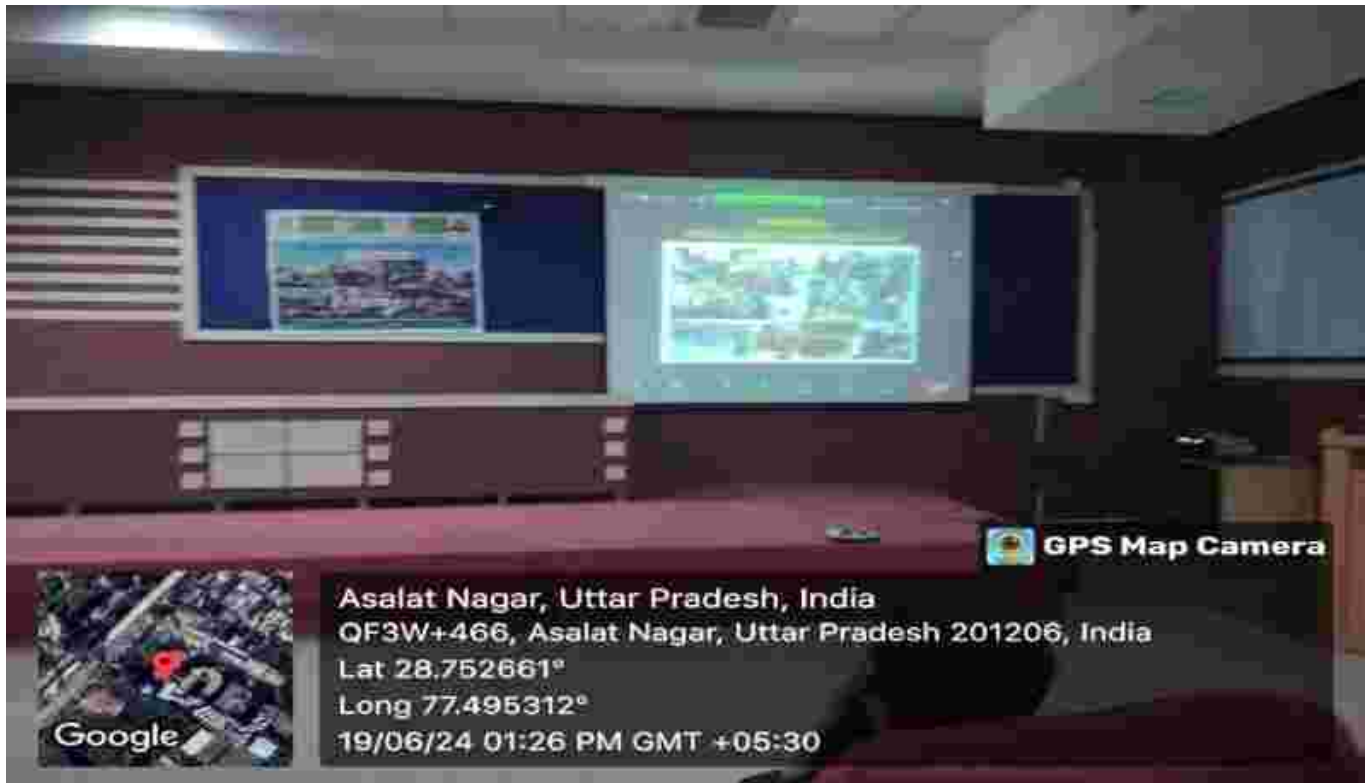 GPS Map Camera
Asalat Nagar, Uttar Pradesh, India
QF3W+466, Asalat Nagar, Uttar Pradesh 201206, India
Lat 28.752661°
Long 77.495312°
19/06/24 01:26 PM GMT +05:30
Google